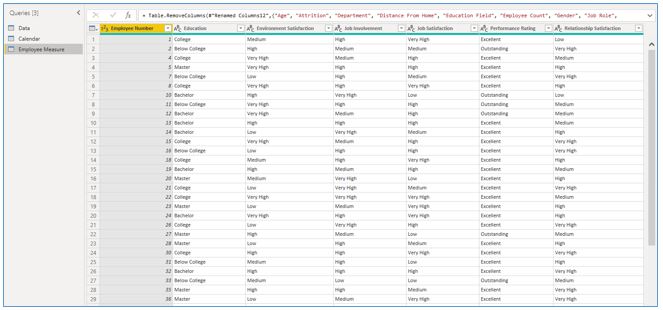 Queries [3]
= Table.RemoveColumns(#"Renamed Columns12",{"Age", "Attrition", "Department", "Distance From Home", "Education Field", "Employee Count", "Gender", "Job Role",
Data
Calendar
Employee Measure
Employee Number Education Environment Satisfaction Job Involvement Job Satisfaction Performance Rating Relationship Satisfaction
1 1 College Medium High Very High Excellent Low
2 2 Below College High Medium Medium Outstanding Very High
3 4 College Very High Medium High Excellent Medium
4 5 Master Very High High High Excellent High
5 7 Below College Low High Medium Excellent Very High
6 8 College Very High High Very High Excellent High
7 10 Bachelor High Very High Low Outstanding Low
8 11 Below College Very High High High Outstanding Medium
9 12 Bachelor Very High Medium High Outstanding Medium
10 13 Bachelor High High High Excellent Medium
11 14 Bachelor Low Very High Medium Excellent High
12 15 College Very High Medium High Excellent Very High
13 16 Below College Low High High Excellent High
14 18 College Medium High Very High Excellent High
15 19 Bachelor High Medium High Excellent Medium
16 20 Master Medium Very High Low Excellent High
17 21 College Low Very High Low Excellent Very High
18 22 College Very High Very High Very High Excellent Very High
19 23 Master Low Medium Very High Excellent Medium
20 24 Bachelor Very High High Very High Excellent High
21 26 College Low Very High High Excellent Very High
22 27 Master High Medium Low Outstanding Medium
23 28 Master Low High Medium Excellent High
24 30 College High Very High Very High Excellent Very High
25 31 Below College Medium High Low Excellent High
26 32 Bachelor High High High Excellent Very High
27 33 Below College Medium Low Low Outstanding Medium
28 35 Master High Medium Very High Excellent High
29 36 Master Low Medium Very High Excellent Very High